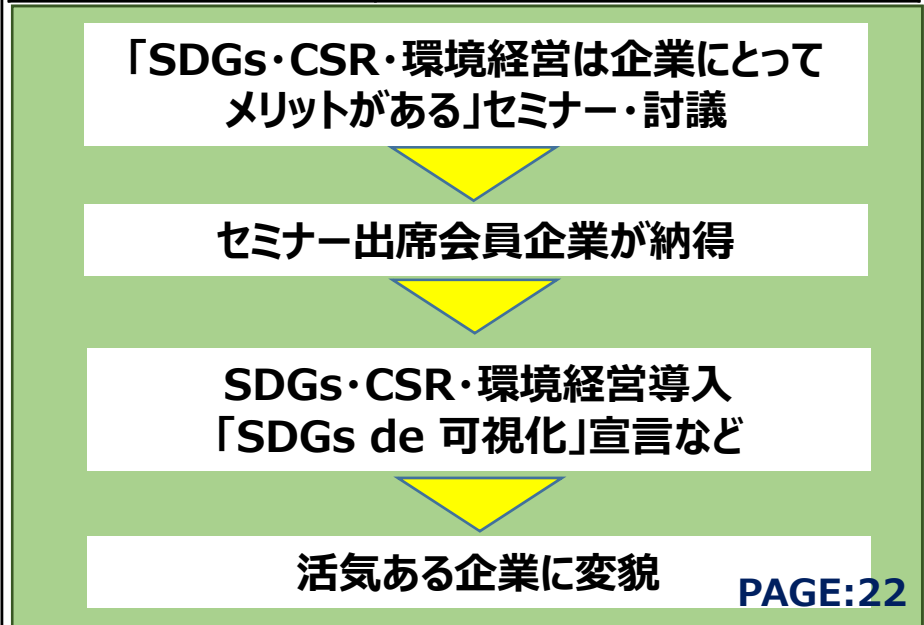 「SDGs・CSR・環境経営は企業にとって
メリットがある」セミナー・討議
セミナー出席会員企業が納得
SDGs・CSR・環境経営導入
「SDGs de 可視化」宣言など
活気ある企業に変貌
PAGE:22